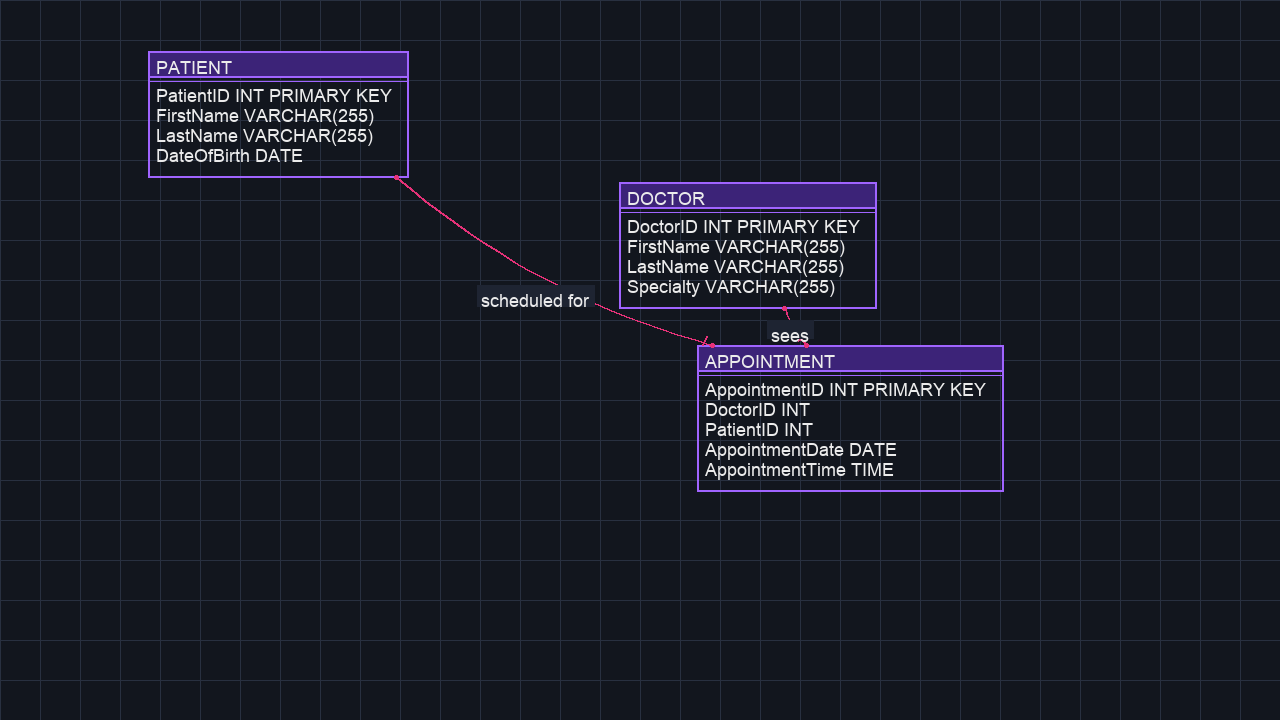 PATIENT
PatientID INT PRIMARY KEY
FirstName VARCHAR(255)
LastName VARCHAR(255)
DateOfBirth DATE
DOCTOR
DoctorID INT PRIMARY KEY
FirstName VARCHAR(255)
LastName VARCHAR(255)
Specialty VARCHAR(255)
scheduled for
sees
APPOINTMENT
AppointmentID INT PRIMARY KEY
DoctorID INT
PatientID INT
AppointmentDate DATE
AppointmentTime TIME